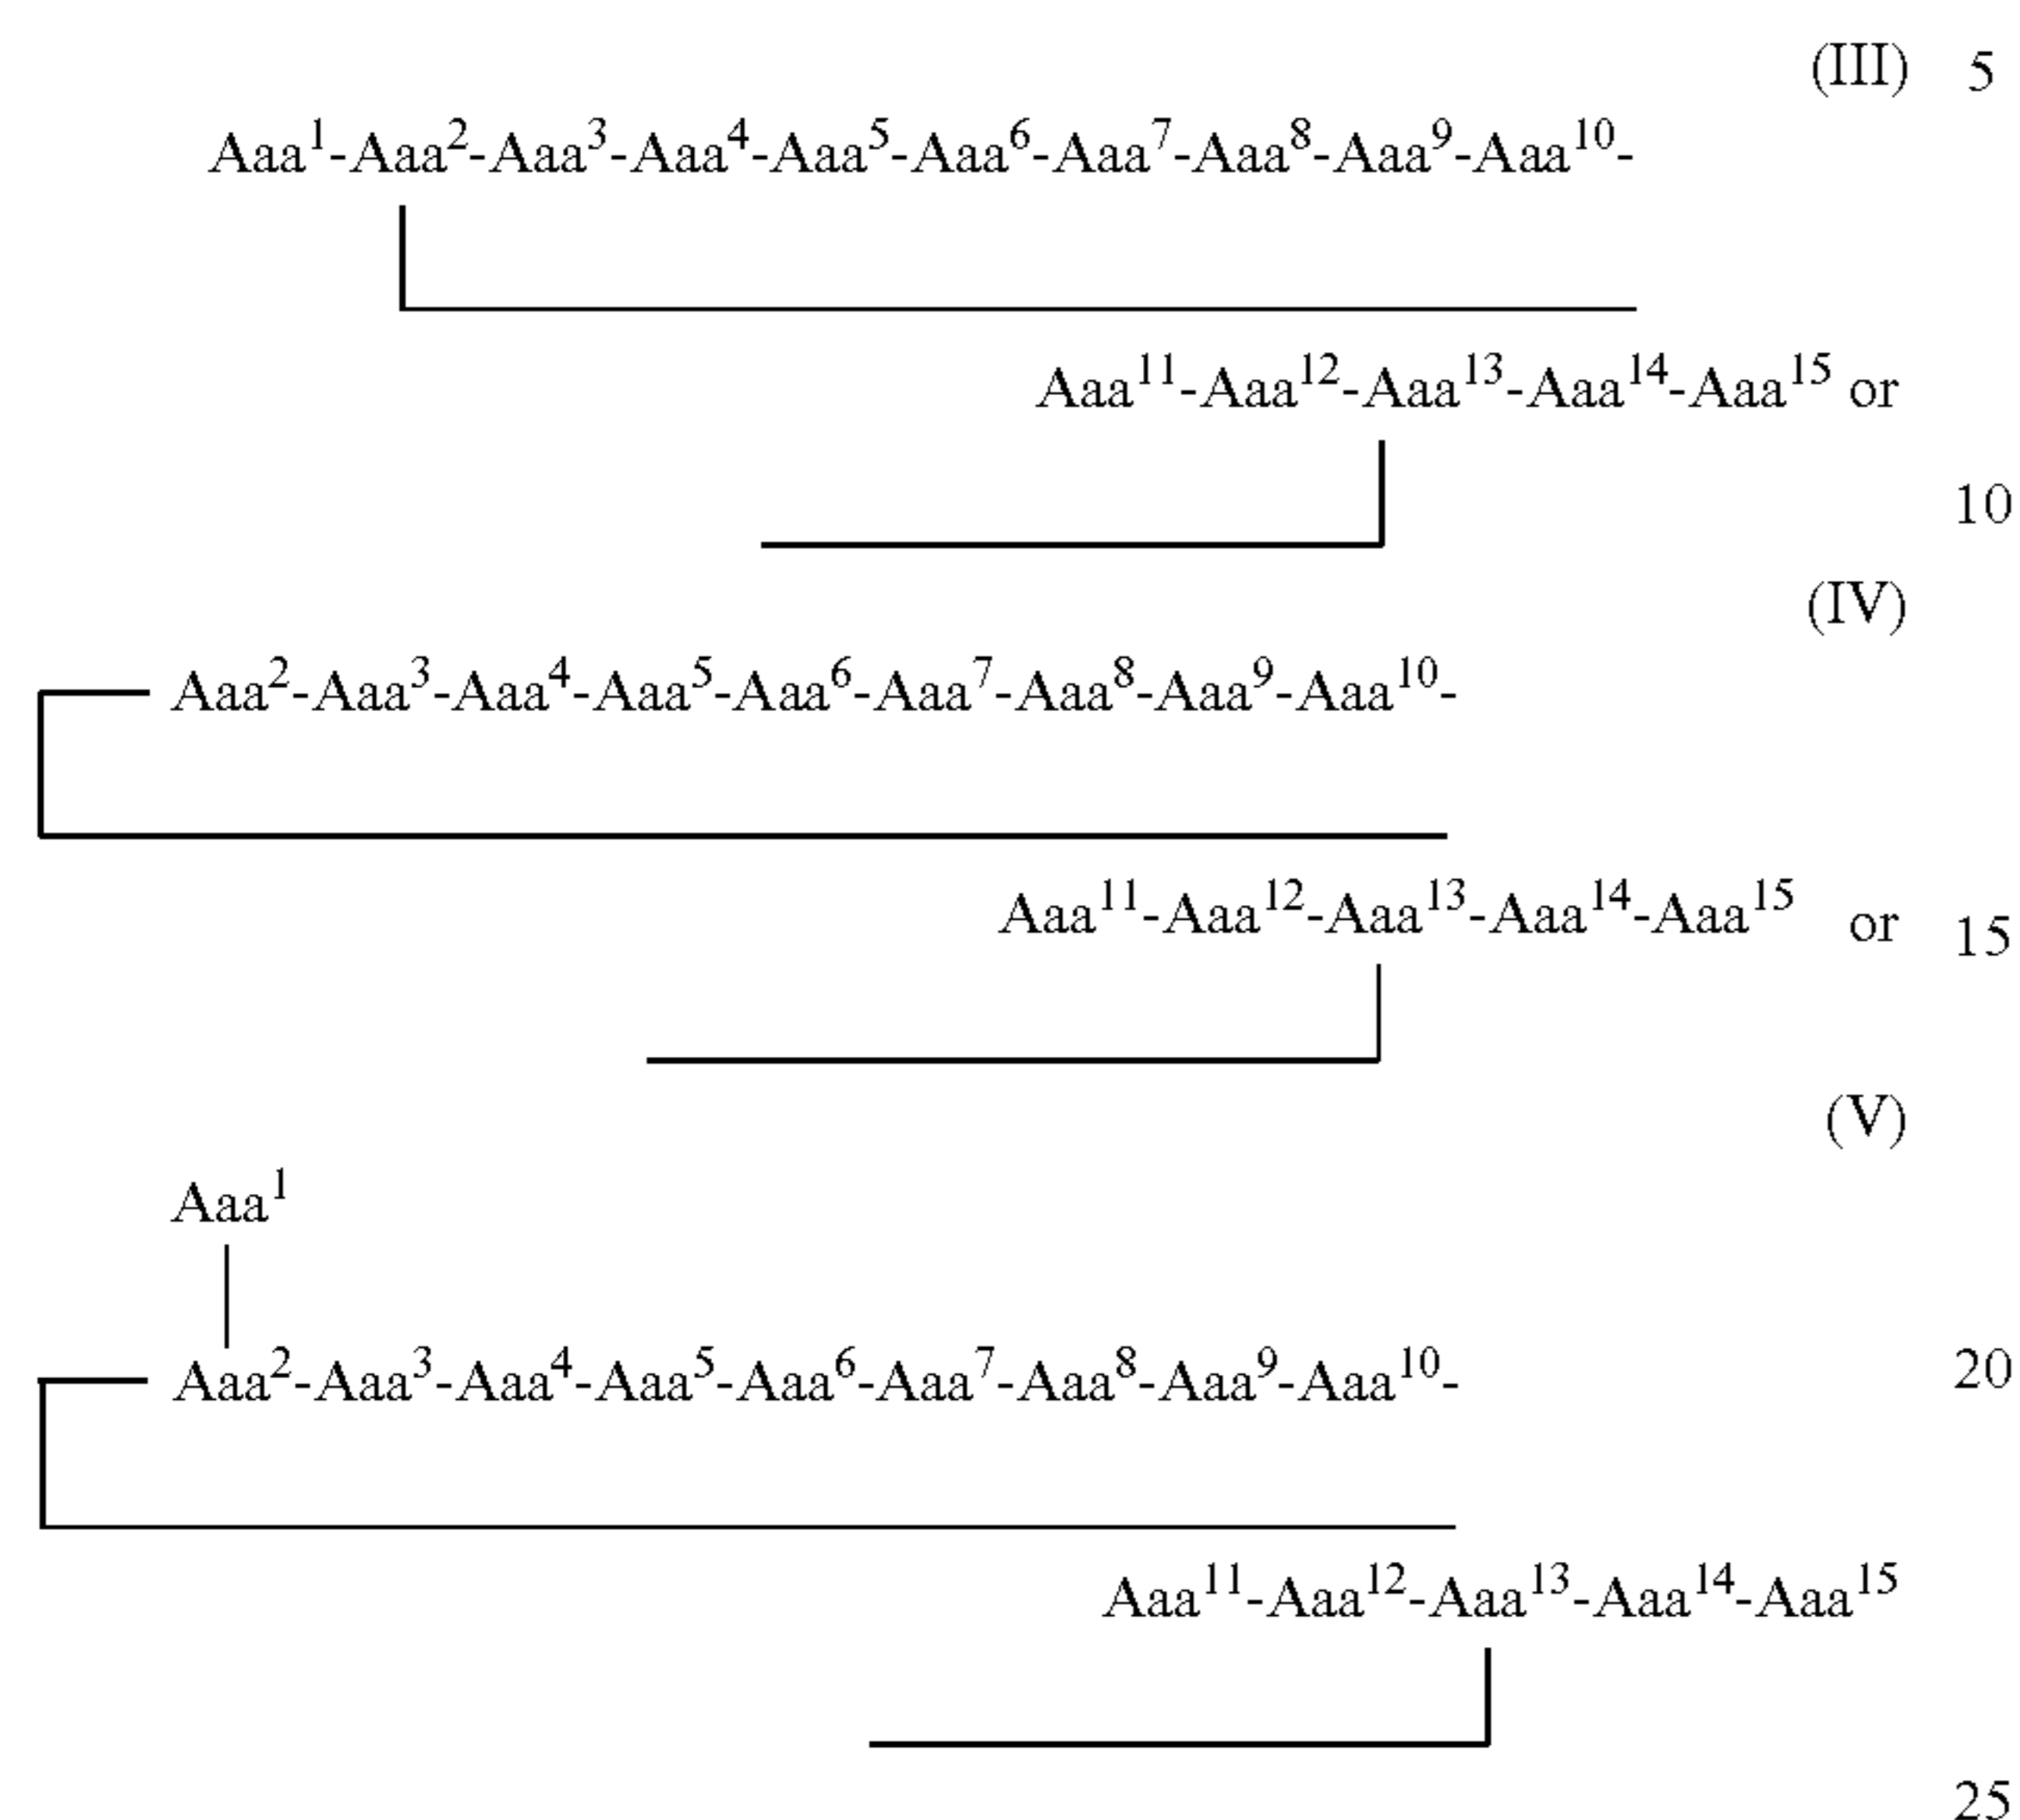 (III) 5
Aaa¹-Aaa²-Aaa³-Aaa⁴-Aaa⁵-Aaa⁶-Aaa⁷-Aaa⁸-Aaa⁹-Aaa¹⁰-
Aaa¹¹-Aaa¹²-Aaa¹³-Aaa¹⁴-Aaa¹⁵ or
10
(IV)
Aaa²-Aaa³-Aaa⁴-Aaa⁵-Aaa⁶-Aaa⁷-Aaa⁸-Aaa⁹-Aaa¹⁰-
Aaa¹¹-Aaa¹²-Aaa¹³-Aaa¹⁴-Aaa¹⁵ or 15
(V)
Aaa¹
Aaa²-Aaa³-Aaa⁴-Aaa⁵-Aaa⁶-Aaa⁷-Aaa⁸-Aaa⁹-Aaa¹⁰- 20
Aaa¹¹-Aaa¹²-Aaa¹³-Aaa¹⁴-Aaa¹⁵
25